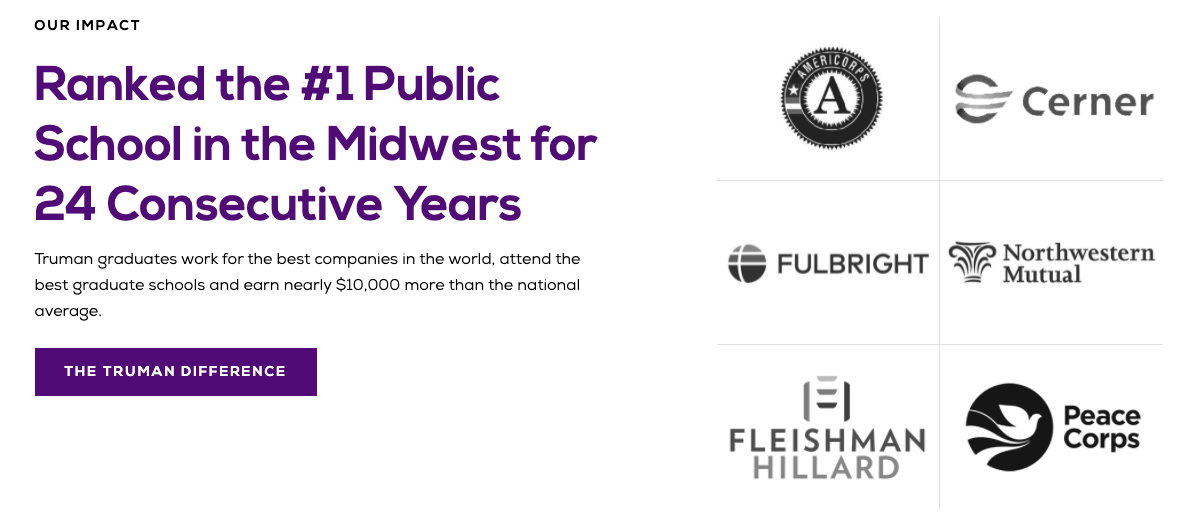 OUR IMPACT
Ranked the #1 Public
School in the Midwest for
24 Consecutive Years
Truman graduates work for the best companies in the world, attend the
best graduate schools and earn nearly $10,000 more than the national
average.
THE TRUMAN DIFFERENCE
AMERICORPS
A
Cerner
FULBRIGHT
Northwestern
Mutual
FLEISHMAN
HILLARD
Peace
Corps